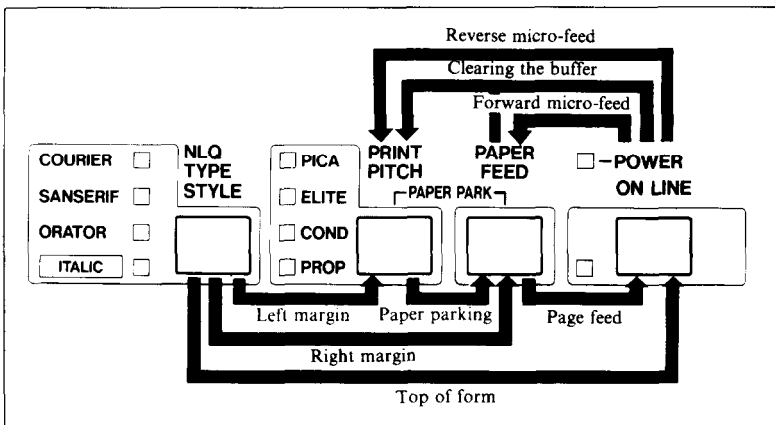 Reverse micro-feed
Clearing the buffer
Forward micro-feed
COURIER
SANSERIF
ORATOR
ITALIC
NLQ
TYPE
STYLE
PICA
ELITE
COND
PROP
PRINT
PITCH
PAPER
FEED
PAPER PARK
POWER
ON LINE
Left margin
Paper parking
Page feed
Right margin
Top of form